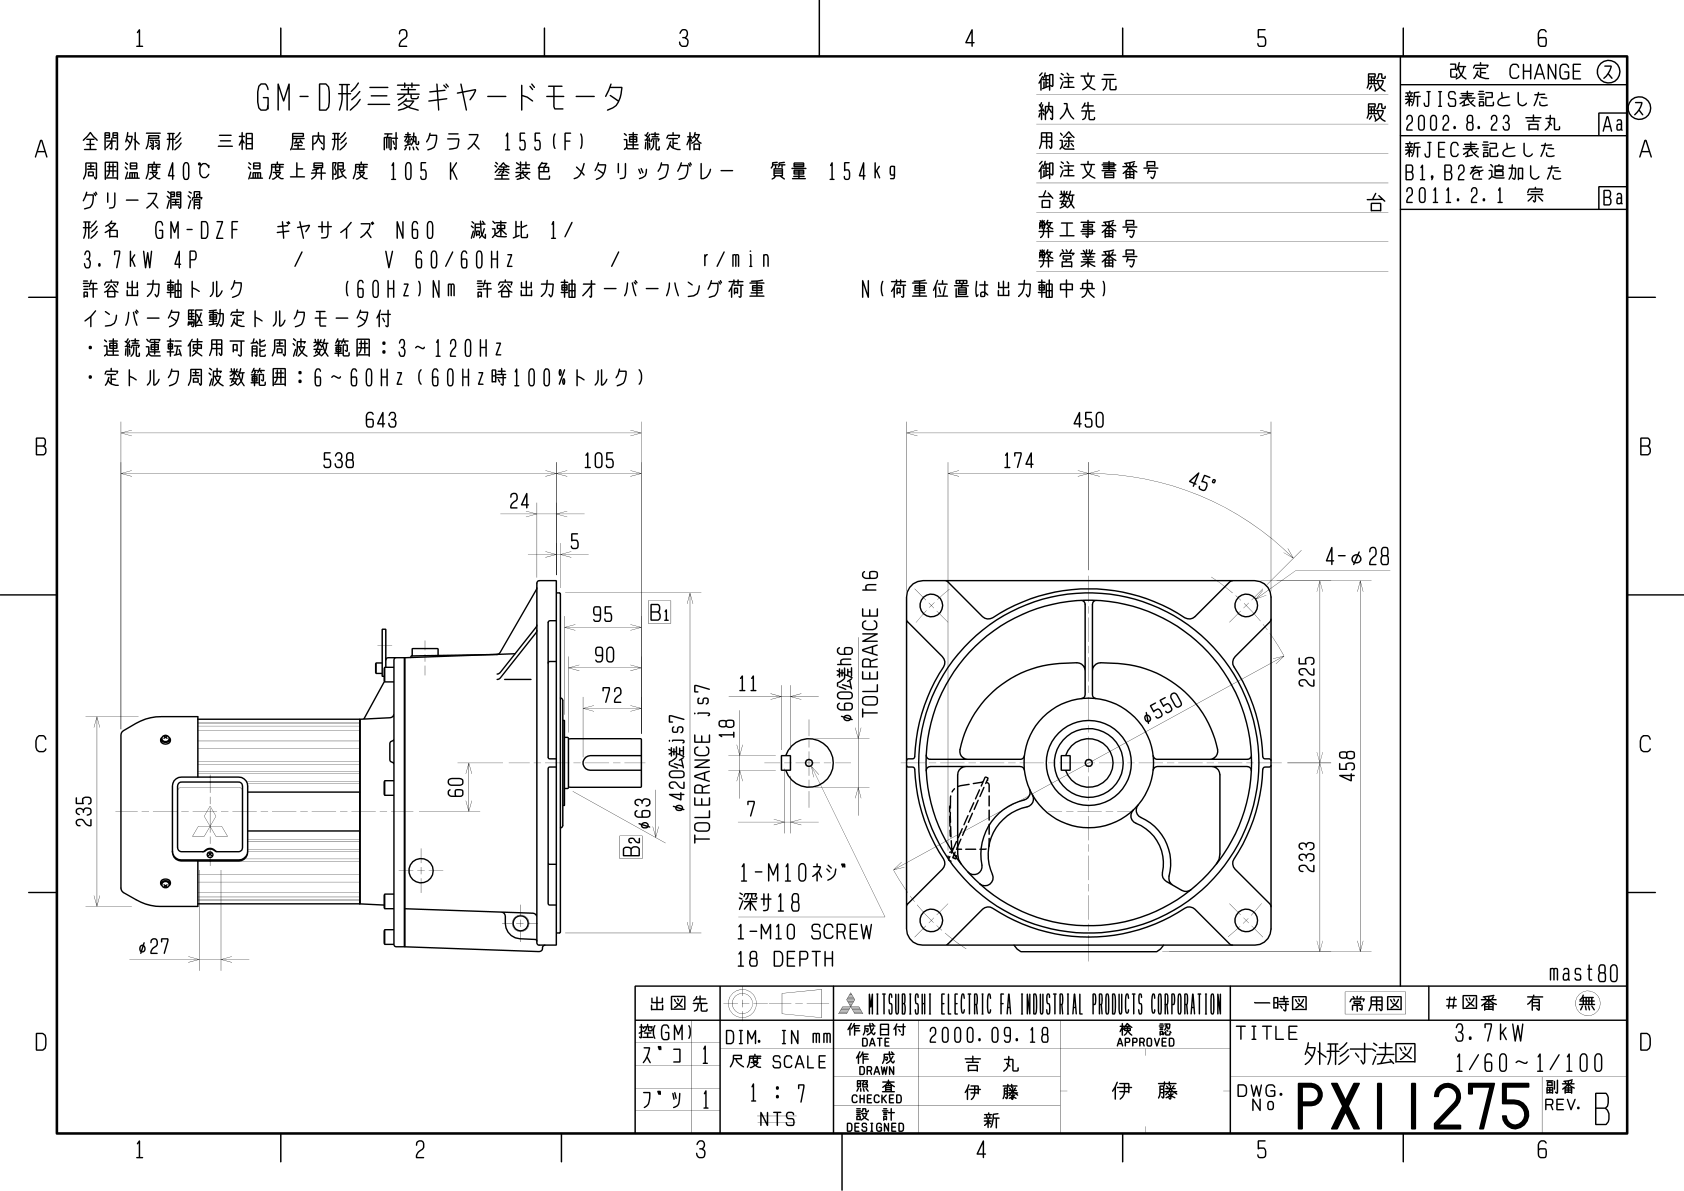 1 2 3 4 5 6
GM-D形三菱ギヤードモータ
全閉外扇形 三相 屋内形 耐熱クラス 155(F) 連続定格
周囲温度40℃ 温度上昇限度 105 K 塗装色 メタリックグレー 質量 154kg
グリース潤滑
形名 GM-DZF ギヤサイズ N60 減速比 1/
3.7kW 4P / V 60/60Hz / r/min
許容出力軸トルク (60Hz)Nm 許容出力軸オーバーハング荷重 N(荷重位置は出力軸中央)
インバータ駆動定トルクモータ付
・連続運転使用可能周波数範囲:3~120Hz
・定トルク周波数範囲:6~60Hz(60Hz時100%トルク)
御注文元 殿
納入先 殿
用途
御注文書番号
台数 台
弊工事番号
弊営業番号
改定 CHANGE ス
新JIS表記とした
2002.8.23 吉丸 Aa
新JEC表記とした
B1,B2を追加した
2011.2.1 宗 Ba
ス
A A
B B
C C
D D
643
538 105
24
5
95 B1
90
72
60
235
φ27
φ63
B2
φ420公差js7
TOLERANCE js7
11
18
7
φ60公差h6
TOLERANCE h6
1-M10ネジ
深サ18
1-M10 SCREW
18 DEPTH
450
174
45°
4-φ28
φ550
225
458
233
mast80
出図先
控(GM)
ズコ 1
ブツ 1
DIM. IN mm
尺度 SCALE
1:7
NTS
MITSUBISHI ELECTRIC FA INDUSTRIAL PRODUCTS CORPORATION
作成日付 DATE 2000.09.18
作成 DRAWN 吉丸
照査 CHECKED 伊藤
設計 DESIGNED 新
検認 APPROVED
伊藤
一時図 常用図 #図番 有 無
TITLE 外形寸法図
3.7kW
1/60~1/100
DWG. No PX11275
副番 REV. B
1 2 3 4 5 6